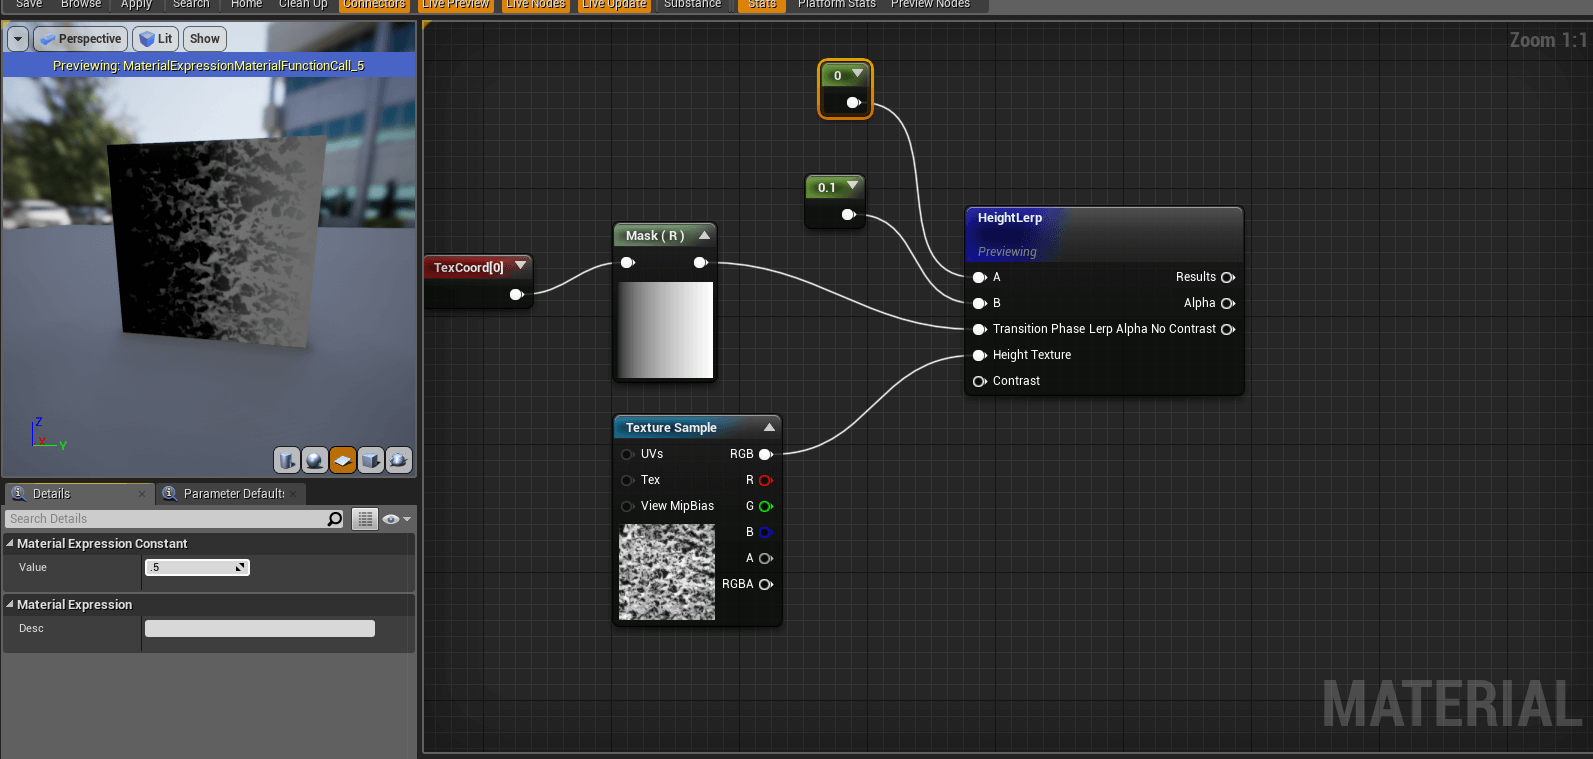 Save Browse Apply Search Home Clean Up Connectors Live Preview Live Nodes Live Update Substance Stats Platform Stats Preview Nodes
Perspective Lit Show
Previewing: MaterialExpressionMaterialFunctionCall_5
Zoom 1:1
0
0.1
Mask ( R )
TexCoord[0]
HeightLerp
Previewing
A Results
B Alpha
Transition Phase Lerp Alpha No Contrast
Height Texture
Contrast
Texture Sample
UVs RGB
Tex R
View MipBias G
B
A
RGBA
Z
X
Y
Details × Parameter Defaults ×
Search Details
Material Expression Constant
Value .5
Material Expression
Desc
MATERIAL